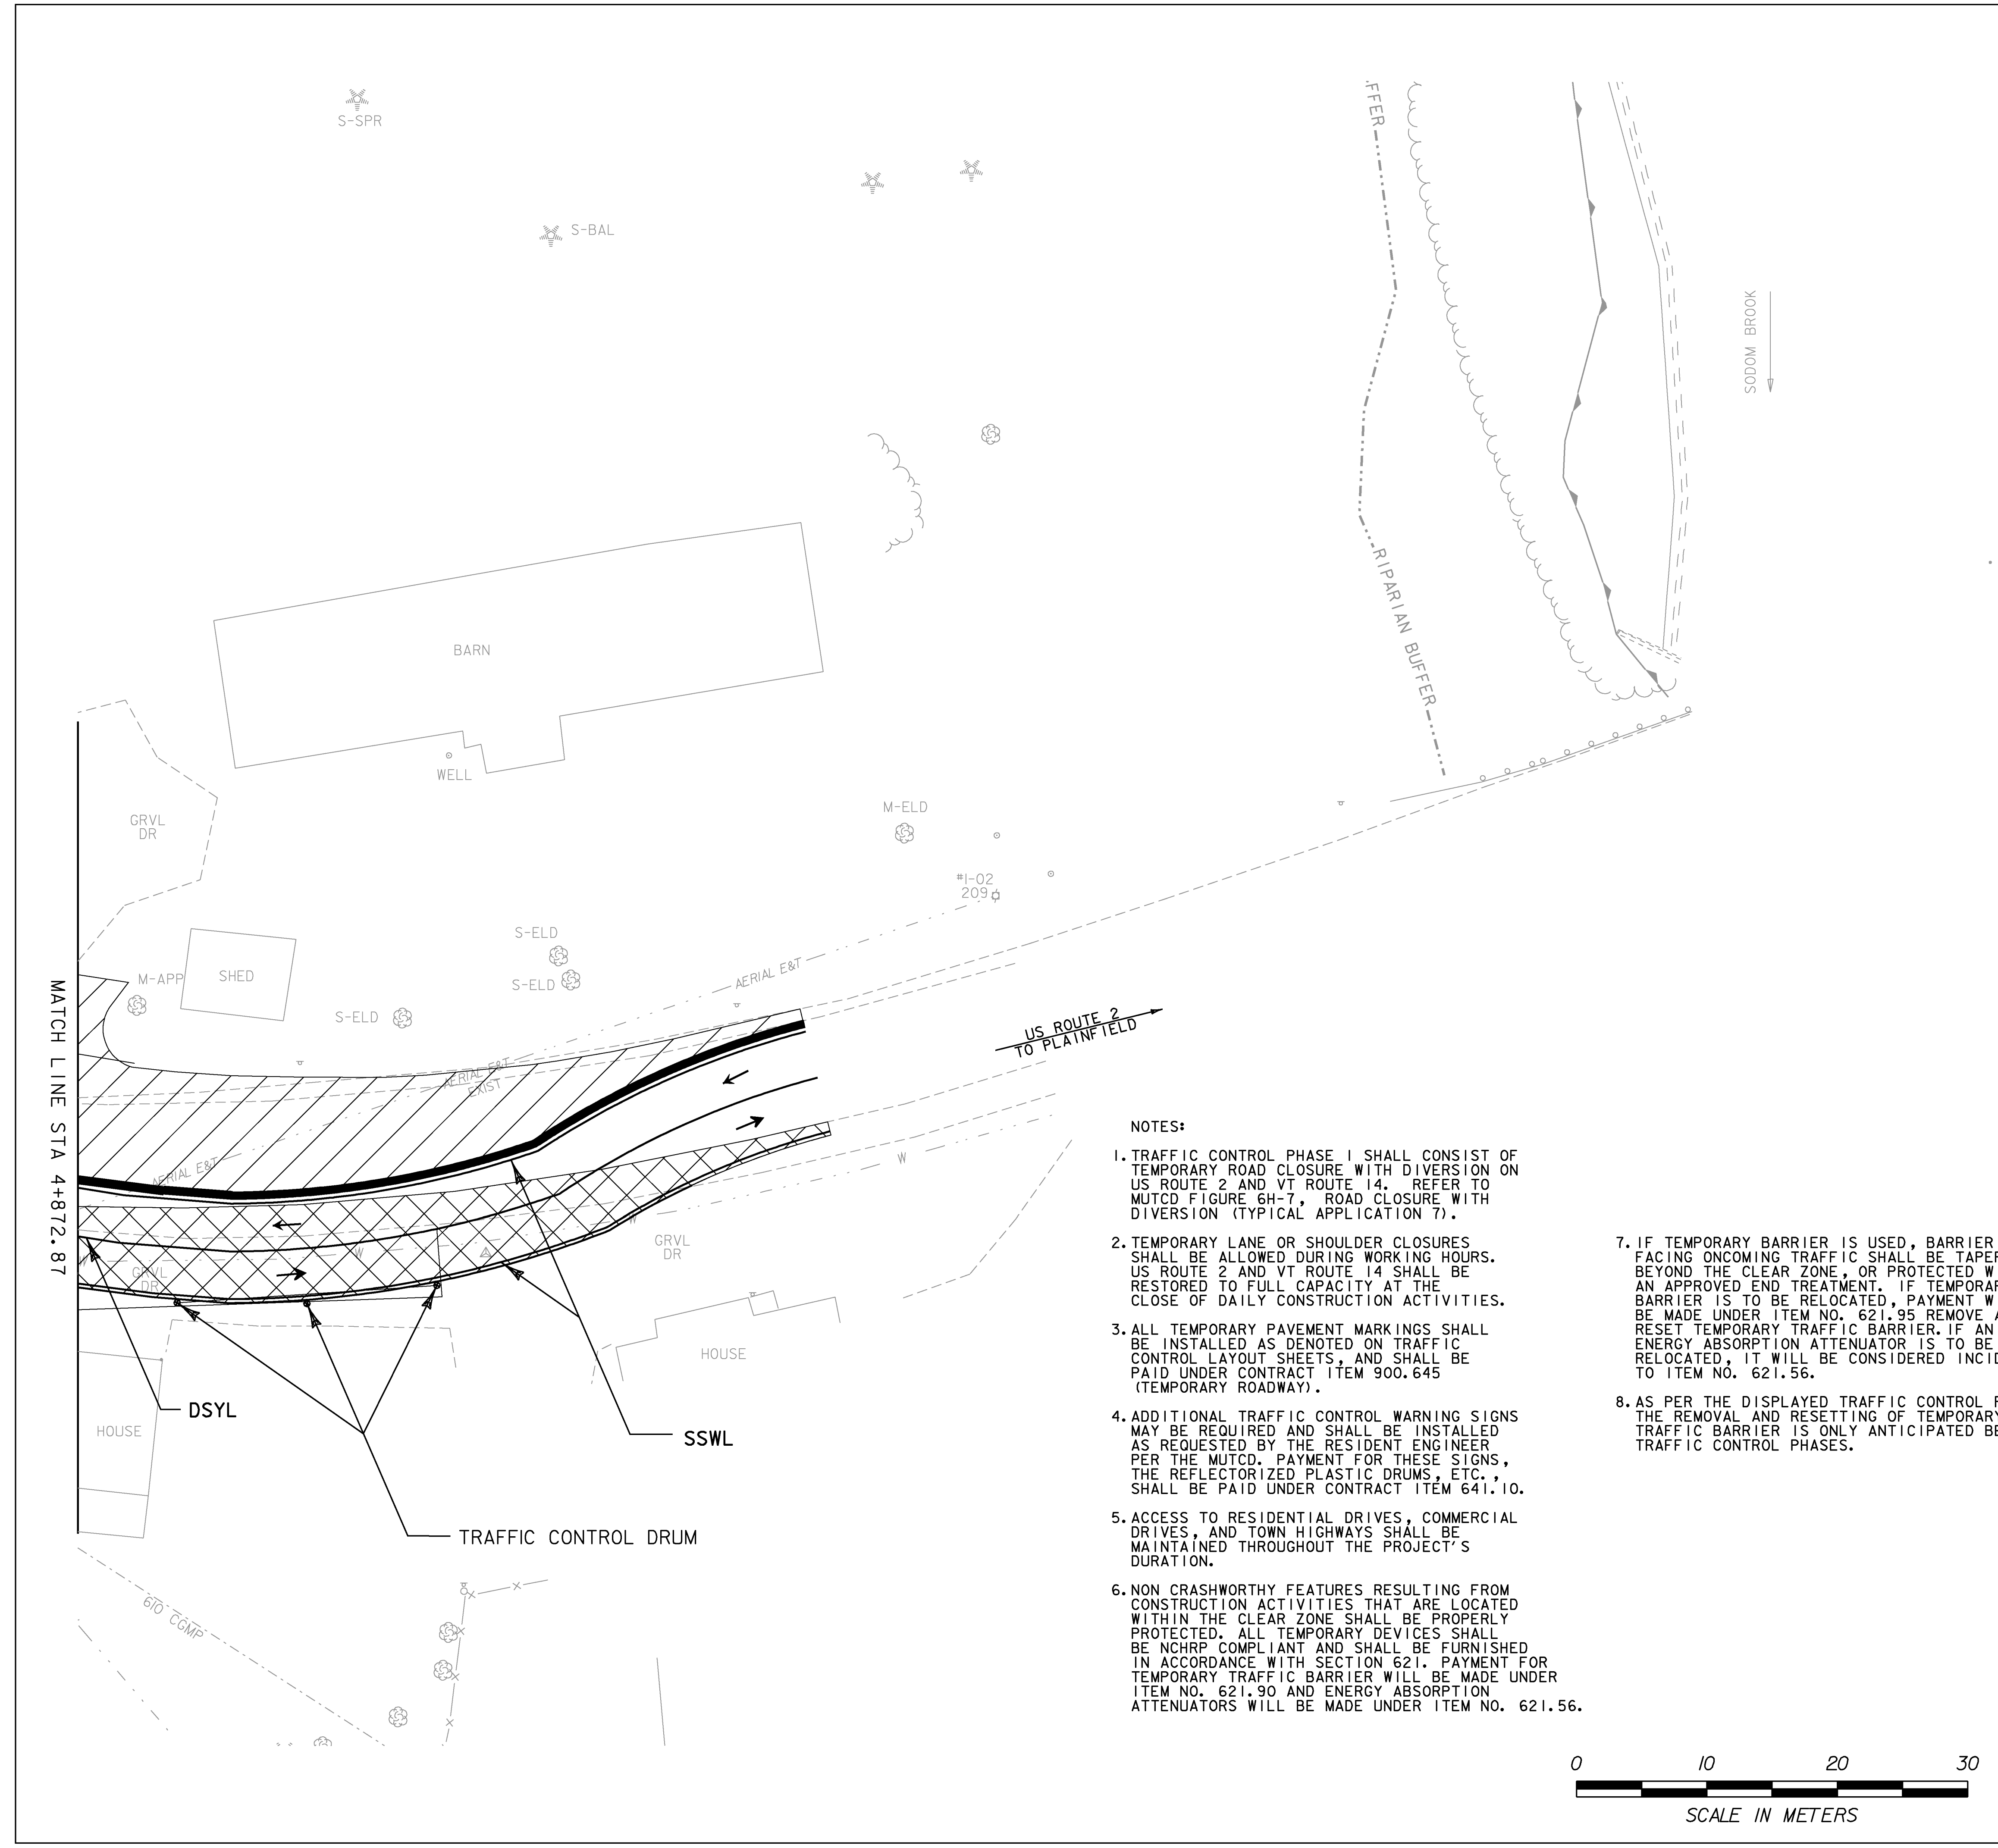 S-SPR
S-BAL
FFER
RIPARIAN BUFFER
SODOM BROOK
BARN
WELL
GRVL
DR
M-ELD
#1-02
209
S-ELD
S-ELD
S-ELD
M-APP
SHED
AERIAL E&T
AERIAL E&T
EXIST
AERIAL E&T
MATCH LINE STA 4+872.87
US ROUTE 2
TO PLAINFIELD
W
W
W
W
GRVL
DR
GRVL
DR
HOUSE
HOUSE
DSYL
SSWL
TRAFFIC CONTROL DRUM
610 CGMP
NOTES:
1. TRAFFIC CONTROL PHASE 1 SHALL CONSIST OF
TEMPORARY ROAD CLOSURE WITH DIVERSION ON
US ROUTE 2 AND VT ROUTE 14. REFER TO
MUTCD FIGURE 6H-7, ROAD CLOSURE WITH
DIVERSION (TYPICAL APPLICATION 7).
2. TEMPORARY LANE OR SHOULDER CLOSURES
SHALL BE ALLOWED DURING WORKING HOURS.
US ROUTE 2 AND VT ROUTE 14 SHALL BE
RESTORED TO FULL CAPACITY AT THE
CLOSE OF DAILY CONSTRUCTION ACTIVITIES.
3. ALL TEMPORARY PAVEMENT MARKINGS SHALL
BE INSTALLED AS DENOTED ON TRAFFIC
CONTROL LAYOUT SHEETS, AND SHALL BE
PAID UNDER CONTRACT ITEM 900.645
(TEMPORARY ROADWAY).
4. ADDITIONAL TRAFFIC CONTROL WARNING SIGNS
MAY BE REQUIRED AND SHALL BE INSTALLED
AS REQUESTED BY THE RESIDENT ENGINEER
PER THE MUTCD. PAYMENT FOR THESE SIGNS,
THE REFLECTORIZED PLASTIC DRUMS, ETC.,
SHALL BE PAID UNDER CONTRACT ITEM 641.10.
5. ACCESS TO RESIDENTIAL DRIVES, COMMERCIAL
DRIVES, AND TOWN HIGHWAYS SHALL BE
MAINTAINED THROUGHOUT THE PROJECT'S
DURATION.
6. NON CRASHWORTHY FEATURES RESULTING FROM
CONSTRUCTION ACTIVITIES THAT ARE LOCATED
WITHIN THE CLEAR ZONE SHALL BE PROPERLY
PROTECTED. ALL TEMPORARY DEVICES SHALL
BE NCHRP COMPLIANT AND SHALL BE FURNISHED
IN ACCORDANCE WITH SECTION 621. PAYMENT FOR
TEMPORARY TRAFFIC BARRIER WILL BE MADE UNDER
ITEM NO. 621.90 AND ENERGY ABSORPTION
ATTENUATORS WILL BE MADE UNDER ITEM NO. 621.56.
7. IF TEMPORARY BARRIER IS USED, BARRIER
FACING ONCOMING TRAFFIC SHALL BE TAPER
BEYOND THE CLEAR ZONE, OR PROTECTED W
AN APPROVED END TREATMENT. IF TEMPORAR
BARRIER IS TO BE RELOCATED, PAYMENT W
BE MADE UNDER ITEM NO. 621.95 REMOVE A
RESET TEMPORARY TRAFFIC BARRIER. IF AN
ENERGY ABSORPTION ATTENUATOR IS TO BE
RELOCATED, IT WILL BE CONSIDERED INCID
TO ITEM NO. 621.56.
8. AS PER THE DISPLAYED TRAFFIC CONTROL P
THE REMOVAL AND RESETTING OF TEMPORARY
TRAFFIC BARRIER IS ONLY ANTICIPATED BE
TRAFFIC CONTROL PHASES.
0 10 20 30
SCALE IN METERS